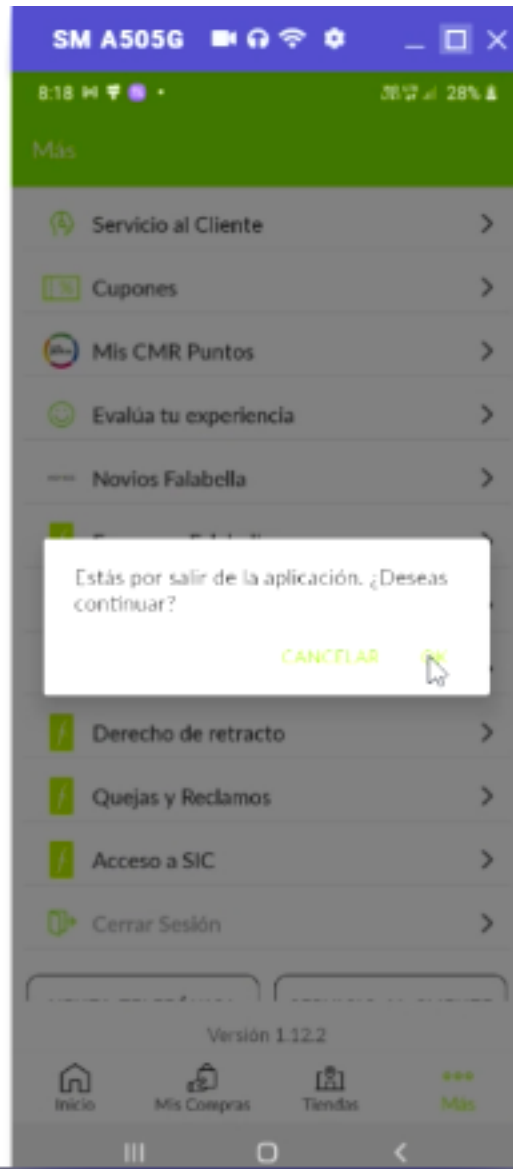 SM A505G
8:18
28%
Más
Servicio al Cliente
Cupones
Mis CMR Puntos
Evalúa tu experiencia
Novios Falabella
Estás por salir de la aplicación. ¿Deseas
continuar?
CANCELAR OK
Derecho de retracto
Quejas y Reclamos
Acceso a SIC
Cerrar Sesión
Versión 1.12.2
Inicio Mis Compras Tiendas Más